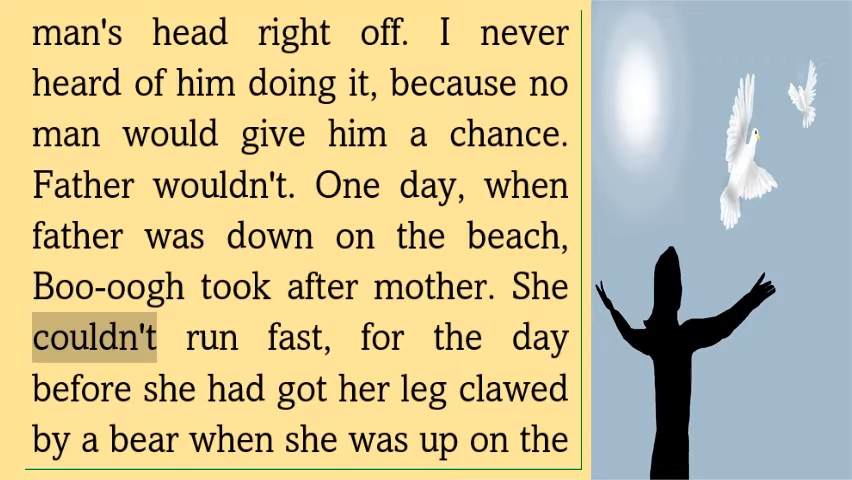 man's head right off. I never
heard of him doing it, because no
man would give him a chance.
Father wouldn't. One day, when
father was down on the beach,
Boo-oogh took after mother. She
couldn't run fast, for the day
before she had got her leg clawed
by a bear when she was up on the